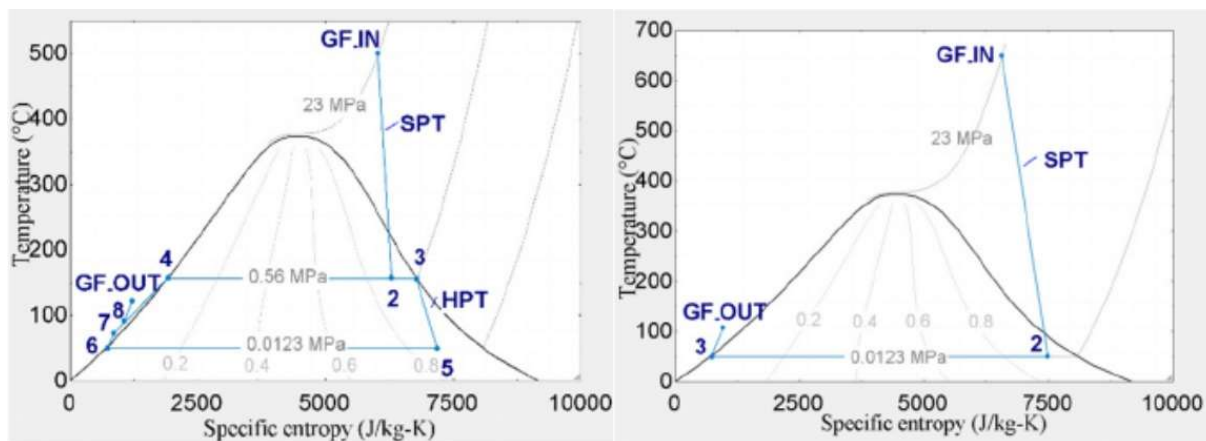 500
400
300
200
100
0
Temperature (°C)
GF.IN
23 MPa
SPT
4
3
GF.OUT
0.56 MPa
2
8
7
HPT
6
0.0123 MPa
0.2
0.4
0.6
0.8
5
0
2500
5000
7500
10000
Specific entropy (J/kg-K)
700
600
500
400
300
200
100
0
Temperature (°C)
GF.IN
23 MPa
SPT
GF.OUT
0.2
0.4
0.6
0.8
3
2
0.0123 MPa
0
2500
5000
7500
10000
Specific entropy (J/kg-K)